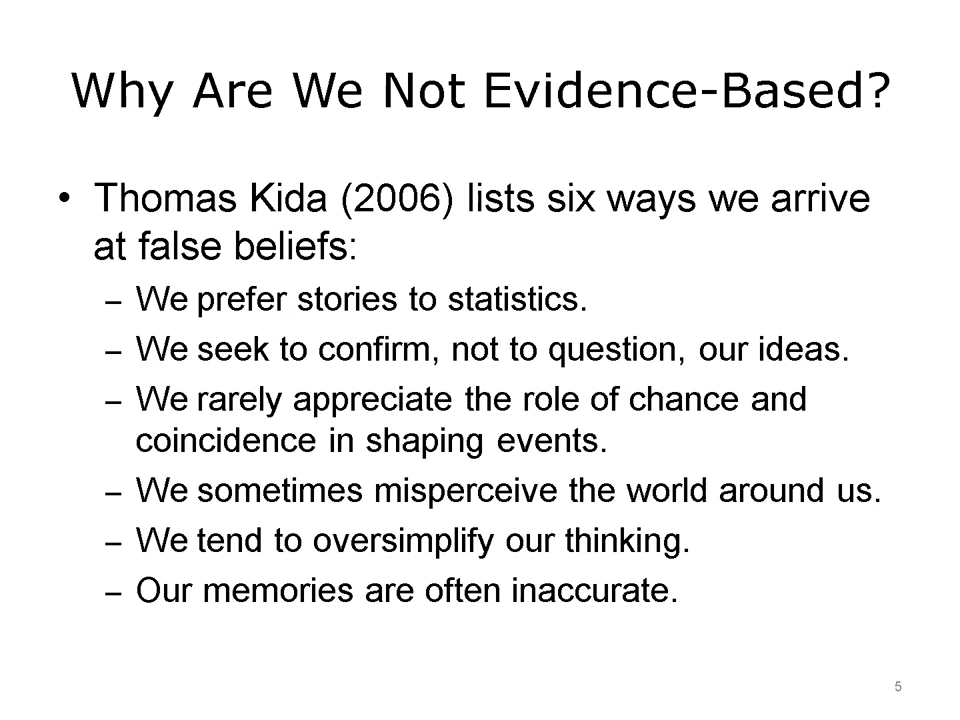 Why Are We Not Evidence-Based?
• Thomas Kida (2006) lists six ways we arrive
at false beliefs:
– We prefer stories to statistics.
– We seek to confirm, not to question, our ideas.
– We rarely appreciate the role of chance and
coincidence in shaping events.
– We sometimes misperceive the world around us.
– We tend to oversimplify our thinking.
– Our memories are often inaccurate.
5